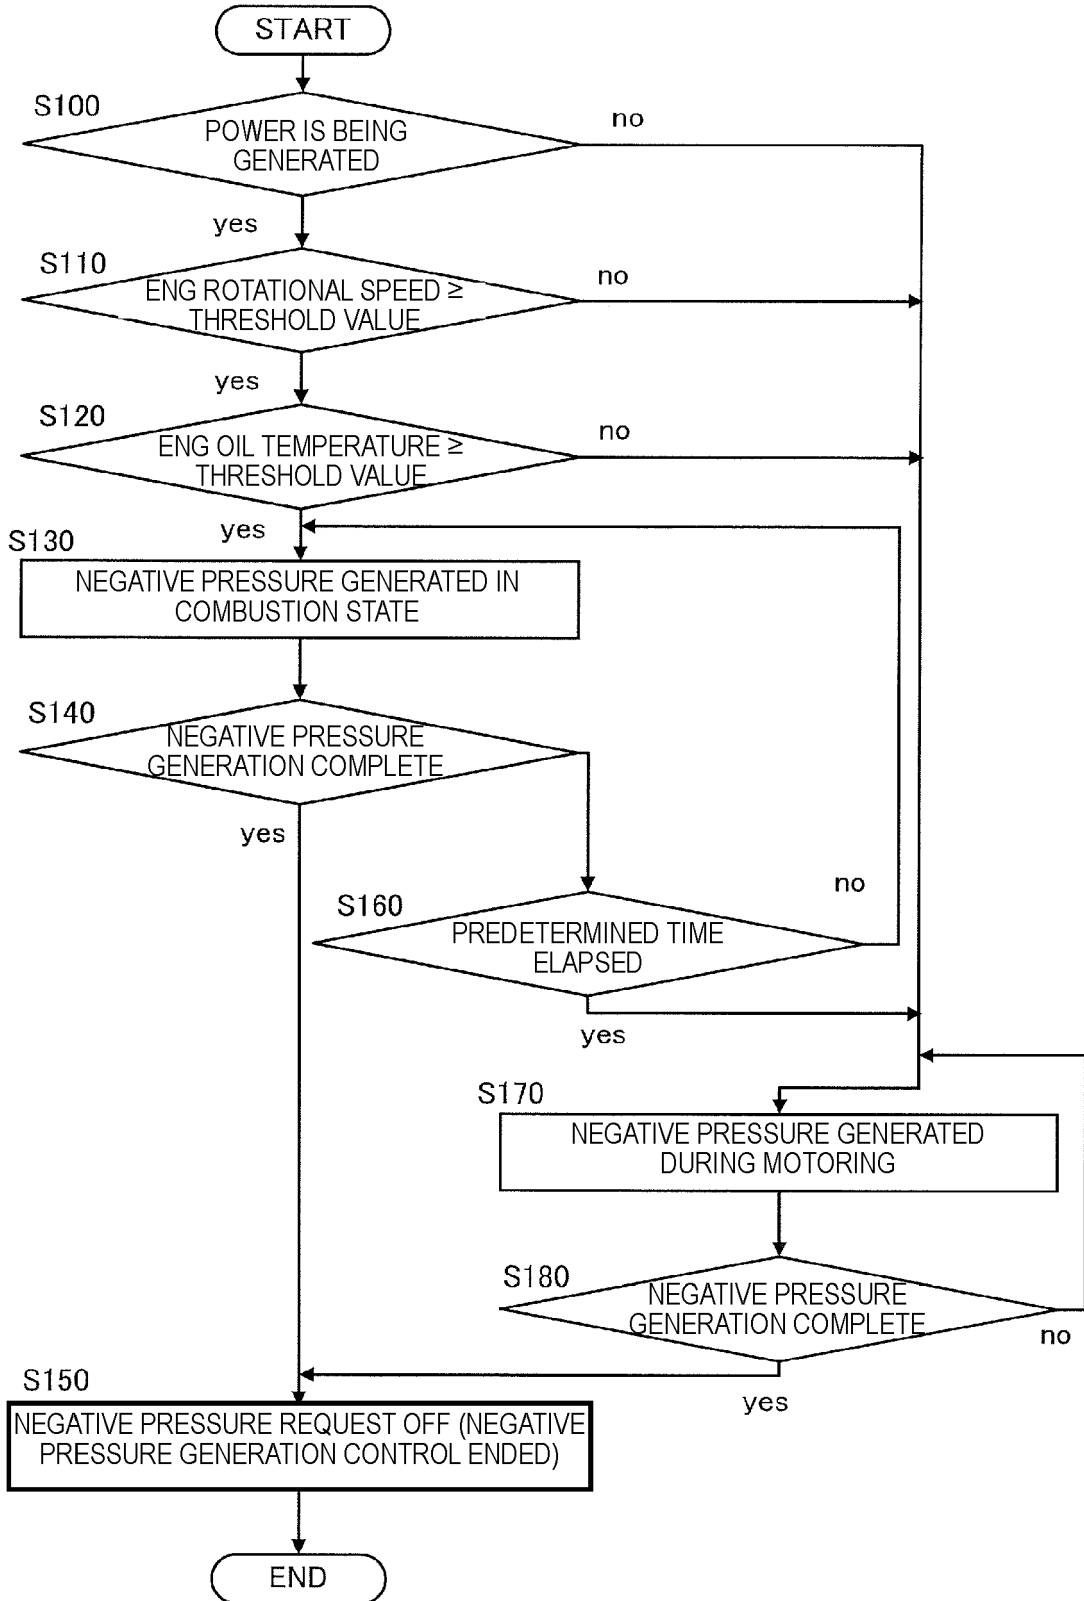 START
S100
POWER IS BEING
GENERATED
no
yes
S110
ENG ROTATIONAL SPEED ≥
THRESHOLD VALUE
no
yes
S120
ENG OIL TEMPERATURE ≥
THRESHOLD VALUE
no
yes
S130
NEGATIVE PRESSURE GENERATED IN
COMBUSTION STATE
S140
NEGATIVE PRESSURE
GENERATION COMPLETE
yes
S160
PREDETERMINED TIME
ELAPSED
no
yes
S170
NEGATIVE PRESSURE GENERATED
DURING MOTORING
S180
NEGATIVE PRESSURE
GENERATION COMPLETE
no
yes
S150
NEGATIVE PRESSURE REQUEST OFF (NEGATIVE
PRESSURE GENERATION CONTROL ENDED)
END